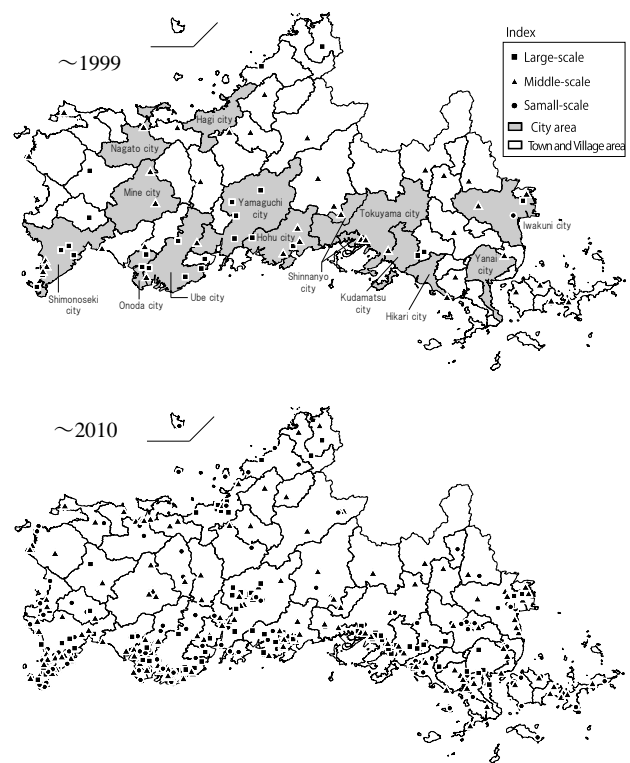 ~1999
Index
Large-scale
Middle-scale
Samall-scale
City area
Town and Village area
Hagi city
Nagato city
Mine city
Yamaguchi
city
Tokuyama city
Iwakuni city
Hohu city
Yanai
city
Shinnanyo
city
Kudamatsu
city
Hikari city
Shimonoseki
city
Onoda city
Ube city
~2010